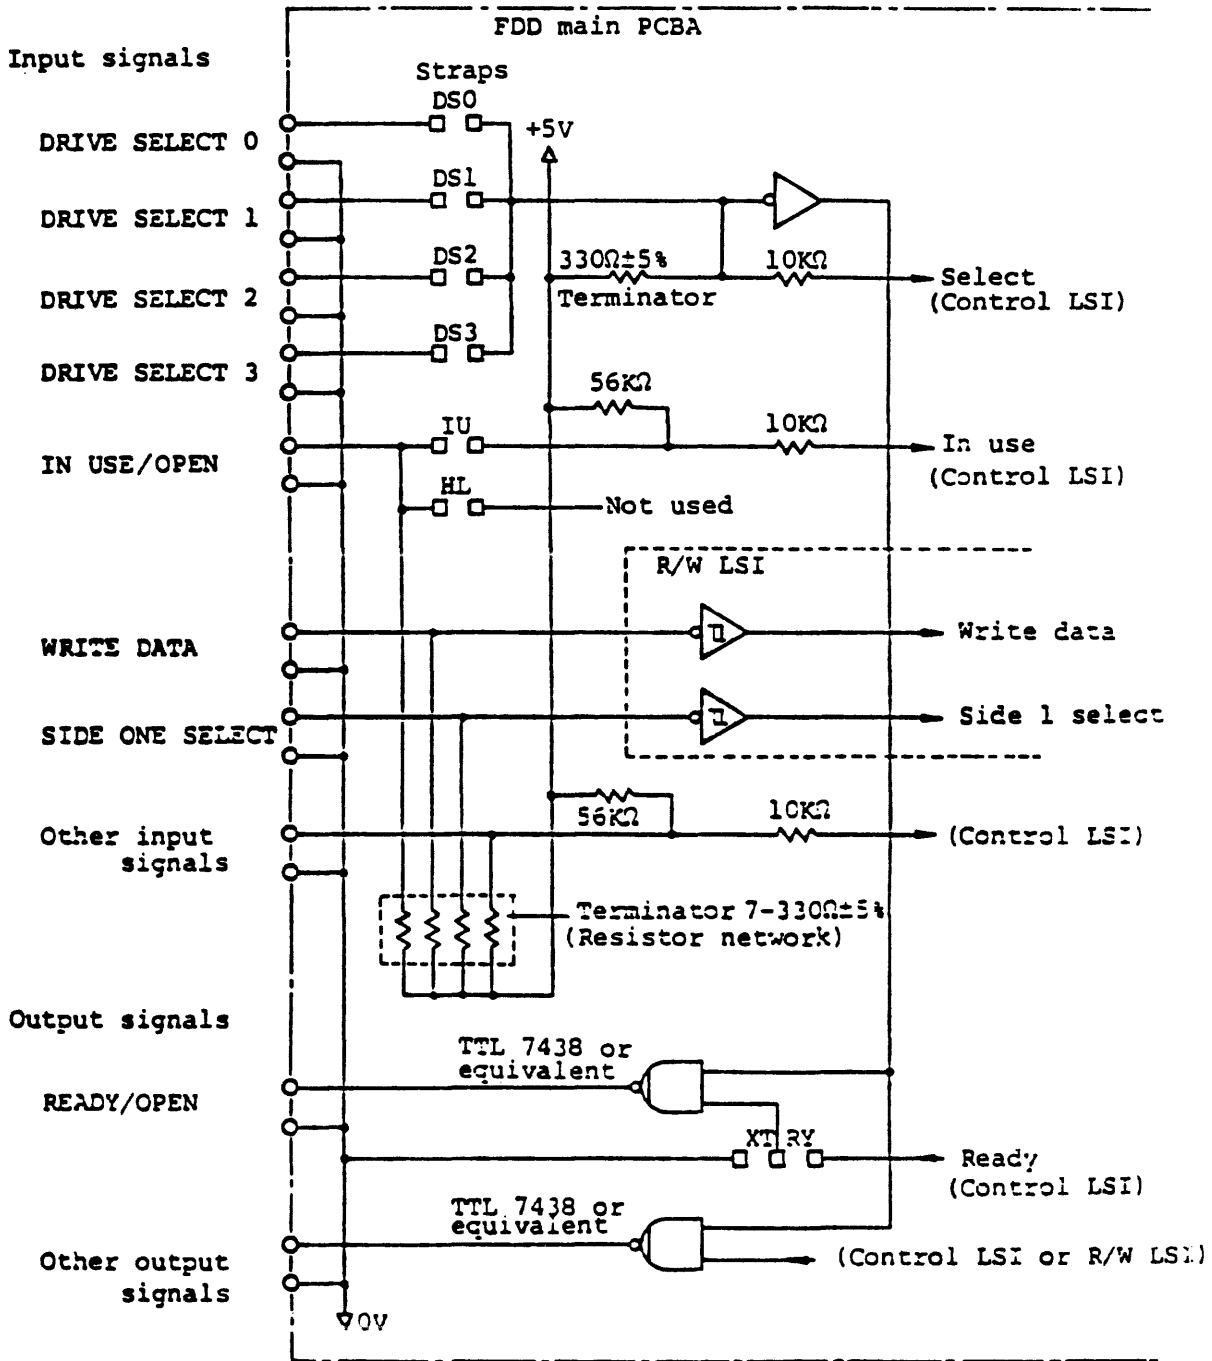 FDD main PCBA
Input signals
Straps
DS0
+5V
DRIVE SELECT 0
DS1
DRIVE SELECT 1
DS2
330Ω±5%
10KΩ
Select
DRIVE SELECT 2
Terminator
(Control LSI)
DS3
DRIVE SELECT 3
56KΩ
IU
10KΩ
In use
IN USE/OPEN
(Control LSI)
HL
Not used
R/W LSI
WRITE DATA
Write data
SIDE ONE SELECT
Side 1 select
56KΩ
10KΩ
Other input
signals
(Control LSI)
Terminator 7-330Ω±5%
(Resistor network)
Output signals
TTL 7438 or
equivalent
READY/OPEN
XT RY
Ready
(Control LSI)
TTL 7438 or
equivalent
Other output
signals
(Control LSI or R/W LSI)
0V